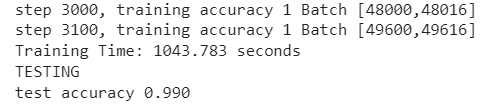 step 3000, training accuracy 1 Batch [48000,48016]
step 3100, training accuracy 1 Batch [49600,49616]
Training Time: 1043.783 seconds
TESTING
test accuracy 0.990